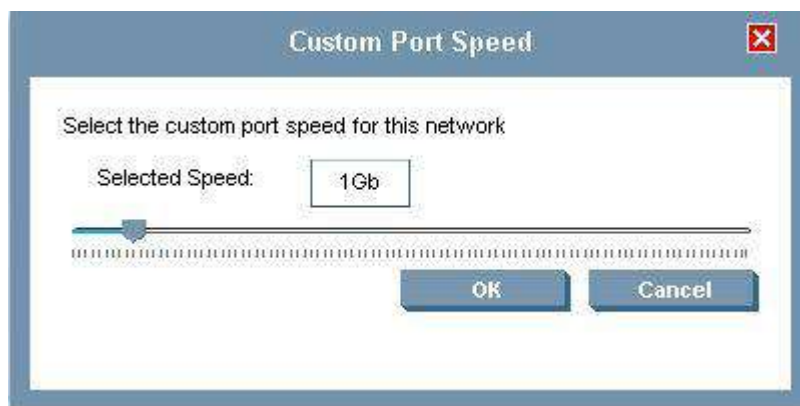 Custom Port Speed
Select the custom port speed for this network
Selected Speed: 1Gb
OK Cancel